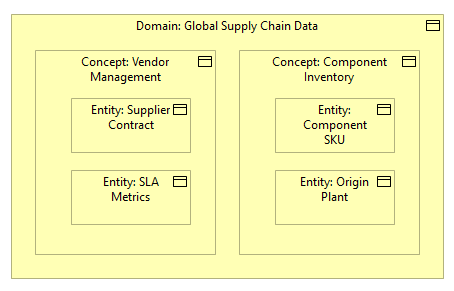 Domain: Global Supply Chain Data
Concept: Vendor
Management
Entity: Supplier
Contract
Entity: SLA
Metrics
Concept: Component
Inventory
Entity:
Component
SKU
Entity: Origin
Plant